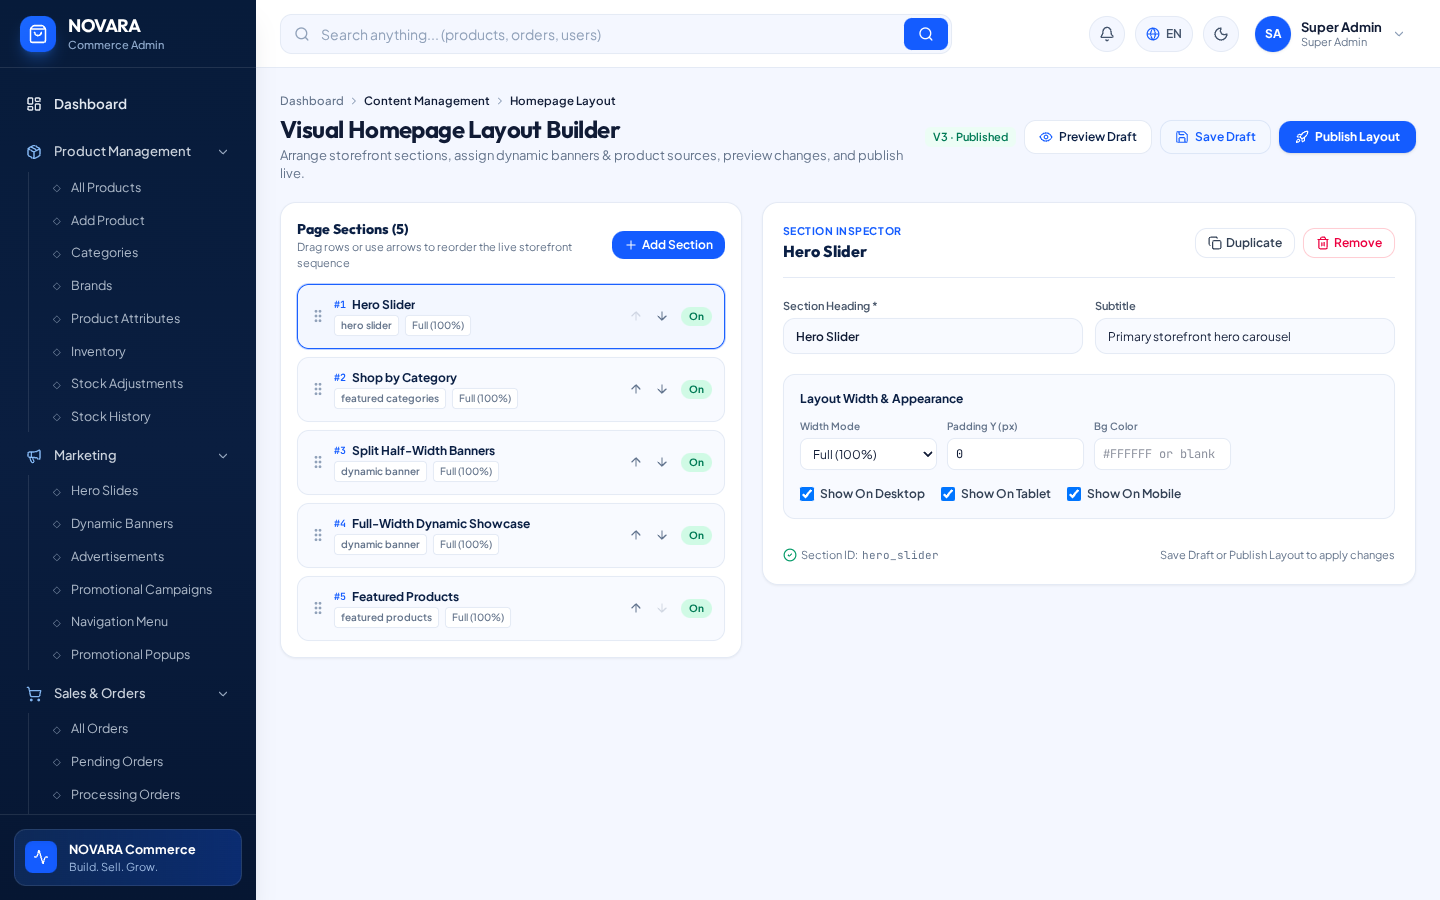 NOVARA
Commerce Admin
Search anything... (products, orders, users)
EN
SA
Super Admin
Super Admin
Dashboard
Product Management
All Products
Add Product
Categories
Brands
Product Attributes
Inventory
Stock Adjustments
Stock History
Marketing
Hero Slides
Dynamic Banners
Advertisements
Promotional Campaigns
Navigation Menu
Promotional Popups
Sales & Orders
All Orders
Pending Orders
Processing Orders
NOVARA Commerce
Build. Sell. Grow.
Dashboard > Content Management > Homepage Layout
Visual Homepage Layout Builder
Arrange storefront sections, assign dynamic banners & product sources, preview changes, and publish
live.
V3 · Published
Preview Draft
Save Draft
Publish Layout
Page Sections (5)
Drag rows or use arrows to reorder the live storefront
sequence
Add Section
#1 Hero Slider
hero slider Full (100%)
On
#2 Shop by Category
featured categories Full (100%)
On
#3 Split Half-Width Banners
dynamic banner Full (100%)
On
#4 Full-Width Dynamic Showcase
dynamic banner Full (100%)
On
#5 Featured Products
featured products Full (100%)
On
SECTION INSPECTOR
Hero Slider
Duplicate
Remove
Section Heading *
Hero Slider
Subtitle
Primary storefront hero carousel
Layout Width & Appearance
Width Mode
Full (100%)
Padding Y (px)
0
Bg Color
#FFFFFF or blank
Show On Desktop
Show On Tablet
Show On Mobile
Section ID: hero_slider
Save Draft or Publish Layout to apply changes